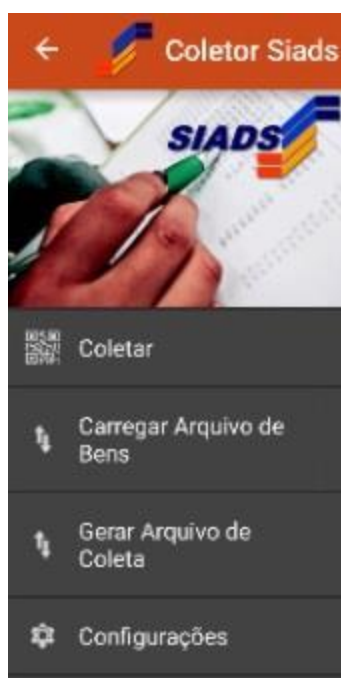 Coletor Siads
SIADS
Coletar
Carregar Arquivo de
Bens
Gerar Arquivo de
Coleta
Configurações